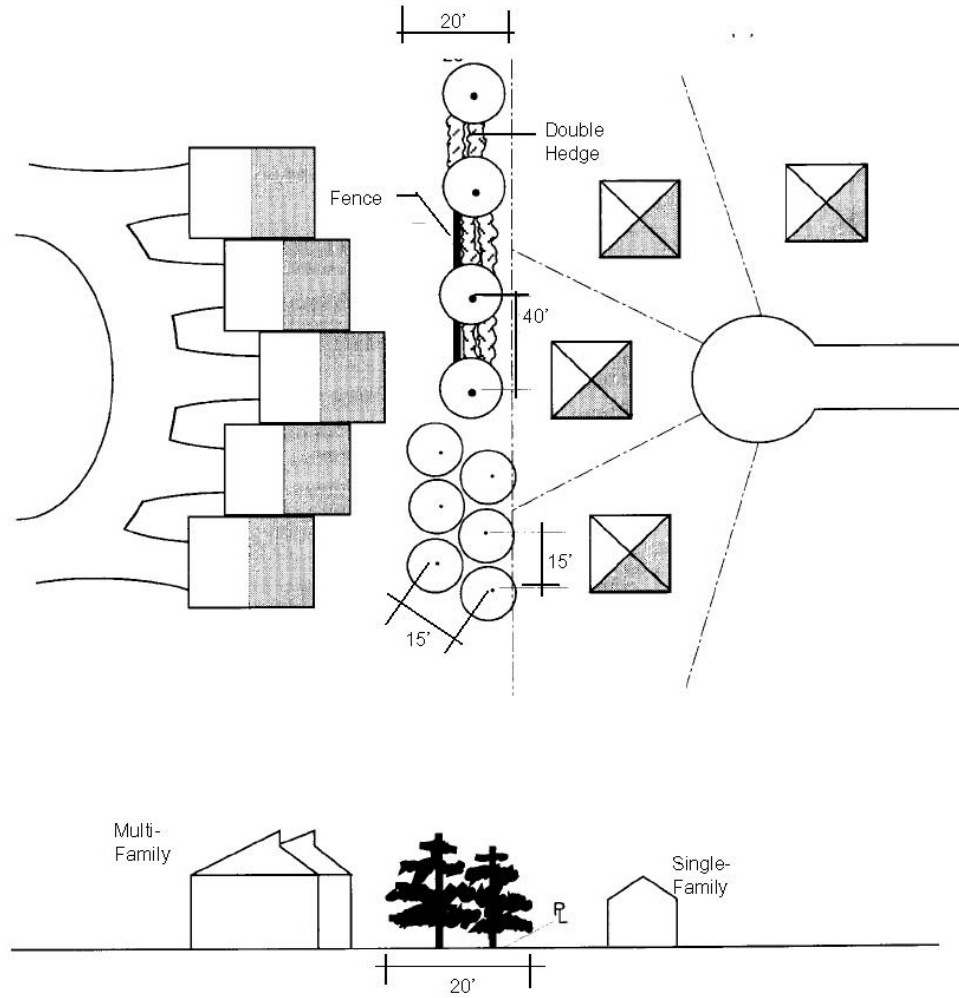 20'
Double
Hedge
Fence
40'
15'
15'
Multi-
Family
Single-
Family
PL
20'